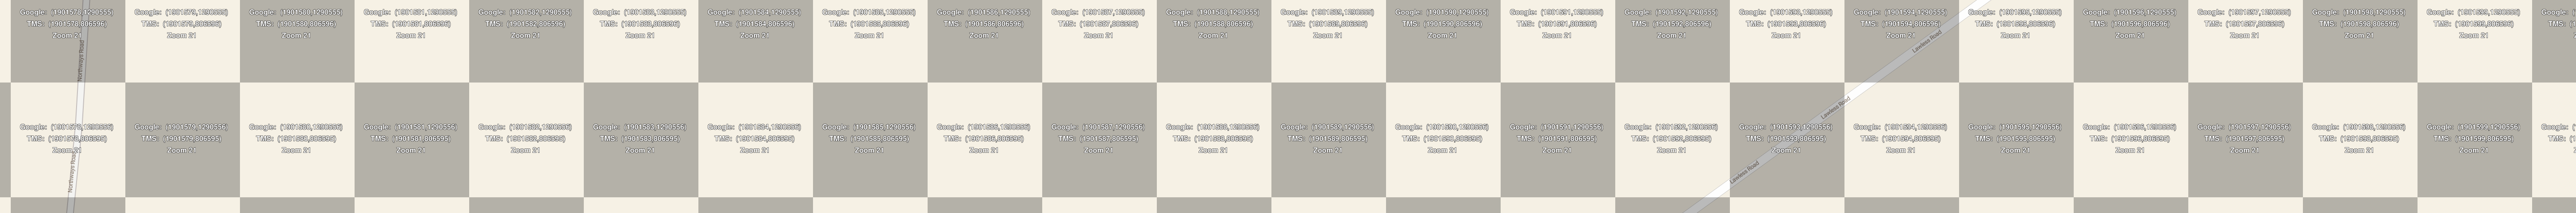 Google: (1901578,1290555) Google: (1901579,1290555) Google: (1901580,1290555) Google: (1901581,1290555) Google: (1901582,1290555) Google: (1901583,1290555) Google: (1901584,1290555) Google: (1901585,1290555) Google: (1901586,1290555) Google: (1901587,1290555) Google: (1901588,1290555) Google: (1901589,1290555) Google: (1901590,1290555) Google: (1901591,1290555) Google: (1901592,1290555) Google: (1901593,1290555) Google: (1901594,1290555) Google: (1901595,1290555) Google: (1901596,1290555) Google: (1901597,1290555) Google: (1901598,1290555) Google: (1901599,1290555)
TMS: (1901578,806596) TMS: (1901579,806596) TMS: (1901580,806596) TMS: (1901581,806596) TMS: (1901582,806596) TMS: (1901583,806596) TMS: (1901584,806596) TMS: (1901585,806596) TMS: (1901586,806596) TMS: (1901587,806596) TMS: (1901588,806596) TMS: (1901589,806596) TMS: (1901590,806596) TMS: (1901591,806596) TMS: (1901592,806596) TMS: (1901593,806596) TMS: (1901594,806596) TMS: (1901595,806596) TMS: (1901596,806596) TMS: (1901597,806596) TMS: (1901598,806596) TMS: (1901599,806596)
Zoom 21 Zoom 21 Zoom 21 Zoom 21 Zoom 21 Zoom 21 Zoom 21 Zoom 21 Zoom 21 Zoom 21 Zoom 21 Zoom 21 Zoom 21 Zoom 21 Zoom 21 Zoom 21 Zoom 21 Zoom 21 Zoom 21 Zoom 21 Zoom 21 Zoom 21
Northways Road
Lawless Road
Lawless Road
Google: (1901578,1290556) Google: (1901579,1290556) Google: (1901580,1290556) Google: (1901581,1290556) Google: (1901582,1290556) Google: (1901583,1290556) Google: (1901584,1290556) Google: (1901585,1290556) Google: (1901586,1290556) Google: (1901587,1290556) Google: (1901588,1290556) Google: (1901589,1290556) Google: (1901590,1290556) Google: (1901591,1290556) Google: (1901592,1290556) Google: (1901593,1290556) Google: (1901594,1290556) Google: (1901595,1290556) Google: (1901596,1290556) Google: (1901597,1290556) Google: (1901598,1290556) Google: (1901599,1290556)
TMS: (1901578,806595) TMS: (1901579,806595) TMS: (1901580,806595) TMS: (1901581,806595) TMS: (1901582,806595) TMS: (1901583,806595) TMS: (1901584,806595) TMS: (1901585,806595) TMS: (1901586,806595) TMS: (1901587,806595) TMS: (1901588,806595) TMS: (1901589,806595) TMS: (1901590,806595) TMS: (1901591,806595) TMS: (1901592,806595) TMS: (1901593,806595) TMS: (1901594,806595) TMS: (1901595,806595) TMS: (1901596,806595) TMS: (1901597,806595) TMS: (1901598,806595) TMS: (1901599,806595)
Zoom 21 Zoom 21 Zoom 21 Zoom 21 Zoom 21 Zoom 21 Zoom 21 Zoom 21 Zoom 21 Zoom 21 Zoom 21 Zoom 21 Zoom 21 Zoom 21 Zoom 21 Zoom 21 Zoom 21 Zoom 21 Zoom 21 Zoom 21 Zoom 21 Zoom 21
Northways Road
Lawless Road